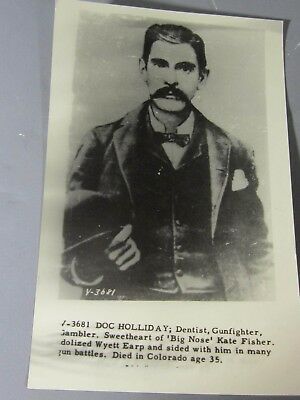 V-3681
V-3681 DOC HOLLIDAY; Dentist, Gunfighter,
Gambler. Sweetheart of 'Big Nose' Kate Fisher.
dolized Wyett Earp and sided with him in many
gun battles. Died in Colorado age 35.